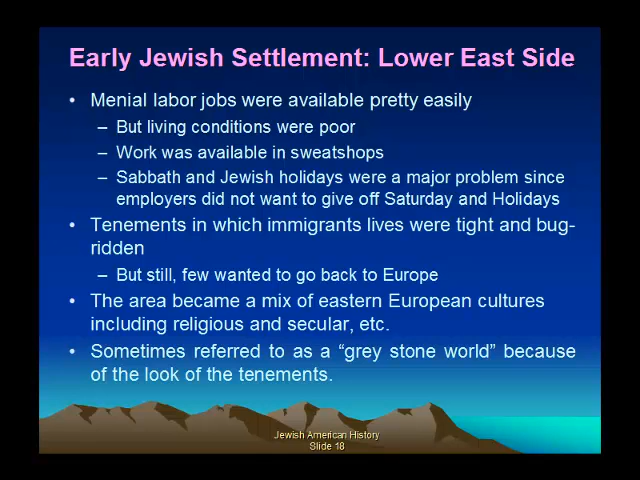 Early Jewish Settlement: Lower East Side
• Menial labor jobs were available pretty easily
– But living conditions were poor
– Work was available in sweatshops
– Sabbath and Jewish holidays were a major problem since
employers did not want to give off Saturday and Holidays
• Tenements in which immigrants lives were tight and bug-
ridden
– But still, few wanted to go back to Europe
• The area became a mix of eastern European cultures
including religious and secular, etc.
• Sometimes referred to as a “grey stone world” because
of the look of the tenements.
Jewish American History
Slide 18